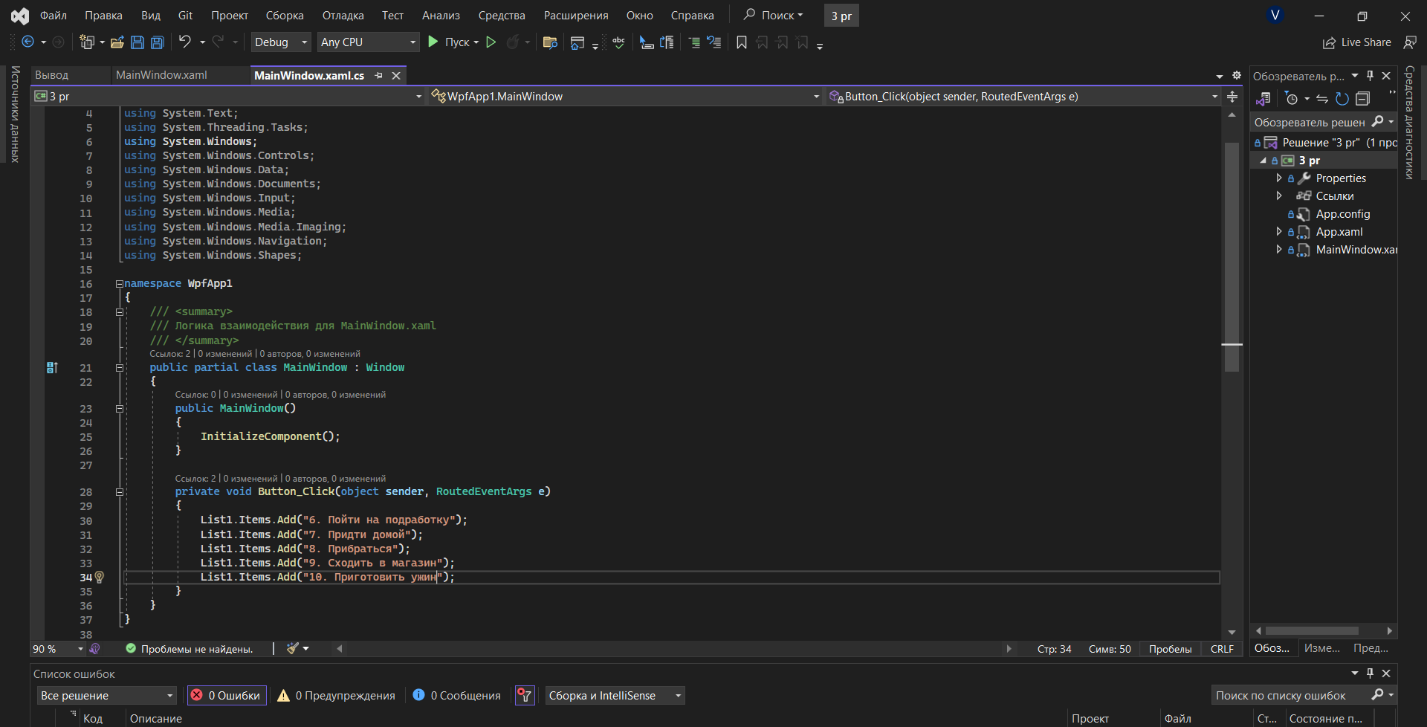 Файл Правка Вид Git Проект Сборка Отладка Тест Анализ Средства Расширения Окно Справка Поиск 3 pr V
Debug Any CPU Пуск Live Share
Источники данных
Вывод MainWindow.xaml MainWindow.xaml.cs
3 pr WpfApp1.MainWindow Button_Click(object sender, RoutedEventArgs e)
4 using System.Text;
5 using System.Threading.Tasks;
6 using System.Windows;
7 using System.Windows.Controls;
8 using System.Windows.Data;
9 using System.Windows.Documents;
10 using System.Windows.Input;
11 using System.Windows.Media;
12 using System.Windows.Media.Imaging;
13 using System.Windows.Navigation;
14 using System.Windows.Shapes;
15
16 namespace WpfApp1
17 {
18 /// <summary>
19 /// Логика взаимодействия для MainWindow.xaml
20 /// </summary>
Ссылок: 2 | 0 изменений | 0 авторов, 0 изменений
21 public partial class MainWindow : Window
22 {
Ссылок: 0 | 0 изменений | 0 авторов, 0 изменений
23 public MainWindow()
24 {
25 InitializeComponent();
26 }
27
Ссылок: 2 | 0 изменений | 0 авторов, 0 изменений
28 private void Button_Click(object sender, RoutedEventArgs e)
29 {
30 List1.Items.Add("6. Пойти на подработку");
31 List1.Items.Add("7. Придти домой");
32 List1.Items.Add("8. Прибраться");
33 List1.Items.Add("9. Сходить в магазин");
34 List1.Items.Add("10. Приготовить ужин");
35 }
36 }
37 }
38
90 % Проблемы не найдены. Стр: 34 Симв: 50 Пробелы CRLF
Обозреватель р...
Обозреватель решен
Решение "3 pr" (1 про
3 pr
Properties
Ссылки
App.config
App.xaml
MainWindow.xa
Обоз... Изме... Пред...
Средства диагностики
Список ошибок
Все решение 0 Ошибки 0 Предупреждения 0 Сообщения Сборка и IntelliSense Поиск по списку ошибок
Код Описание Проект Файл Ст... Состояние п...